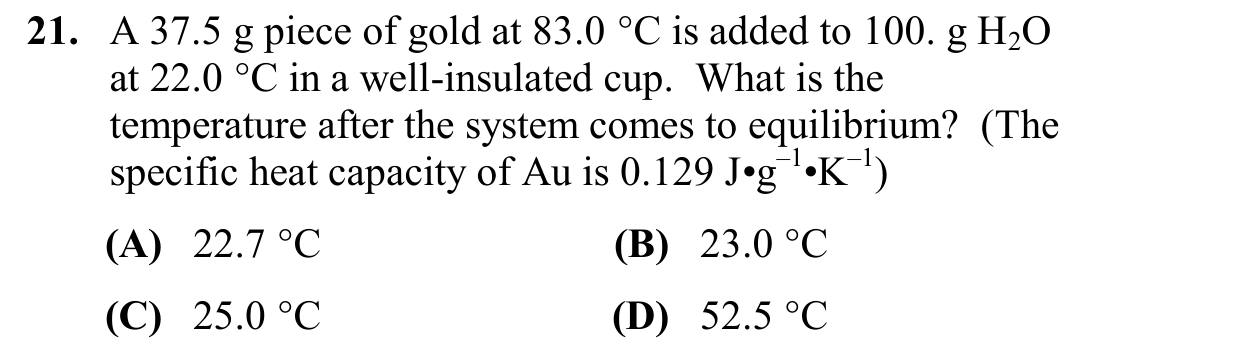 21. A 37.5 g piece of gold at 83.0 °C is added to 100. g H₂O
at 22.0 °C in a well-insulated cup. What is the
temperature after the system comes to equilibrium? (The
specific heat capacity of Au is 0.129 J•g⁻¹•K⁻¹)
(A) 22.7 °C (B) 23.0 °C
(C) 25.0 °C (D) 52.5 °C